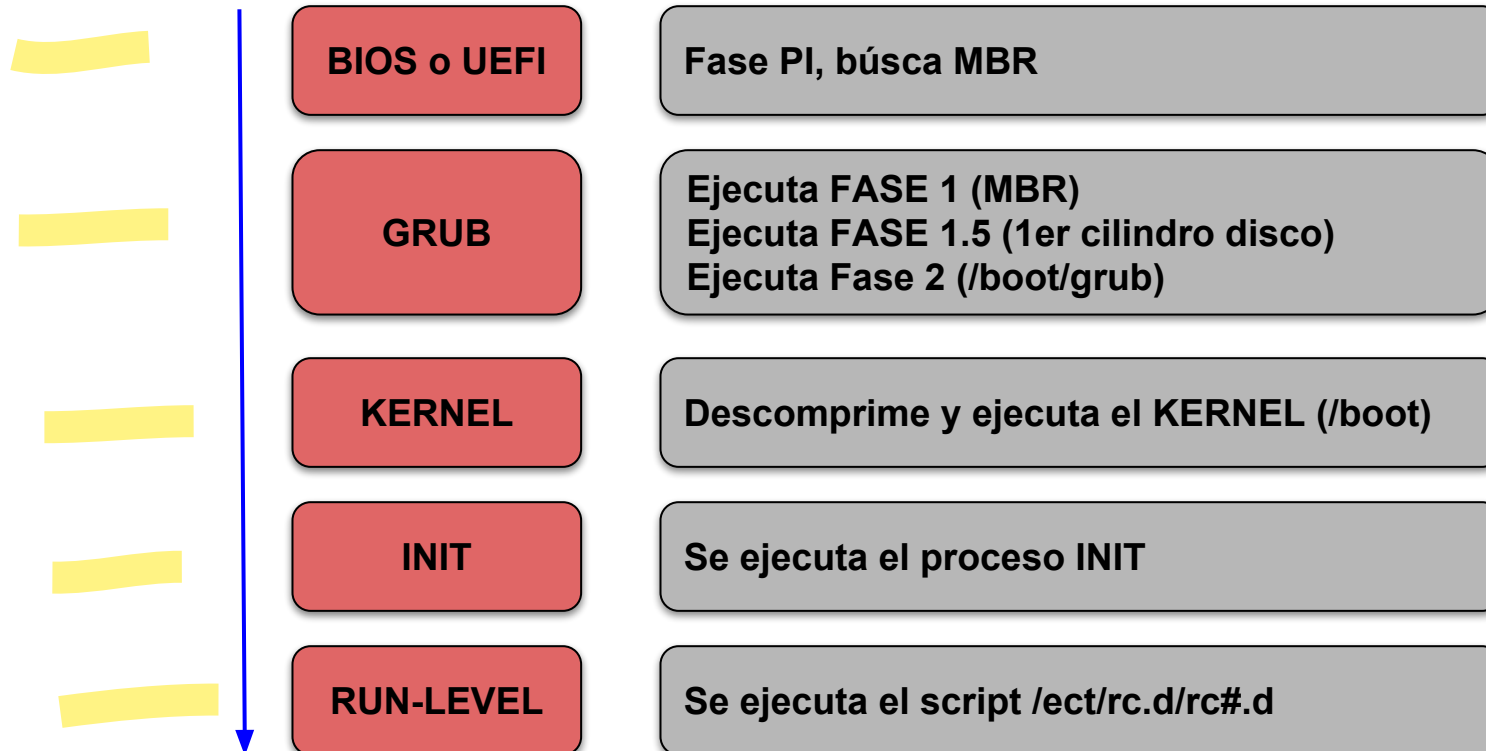 BIOS o UEFI
Fase PI, búsca MBR
GRUB
Ejecuta FASE 1 (MBR)
Ejecuta FASE 1.5 (1er cilindro disco)
Ejecuta Fase 2 (/boot/grub)
KERNEL
Descomprime y ejecuta el KERNEL (/boot)
INIT
Se ejecuta el proceso INIT
RUN-LEVEL
Se ejecuta el script /ect/rc.d/rc#.d